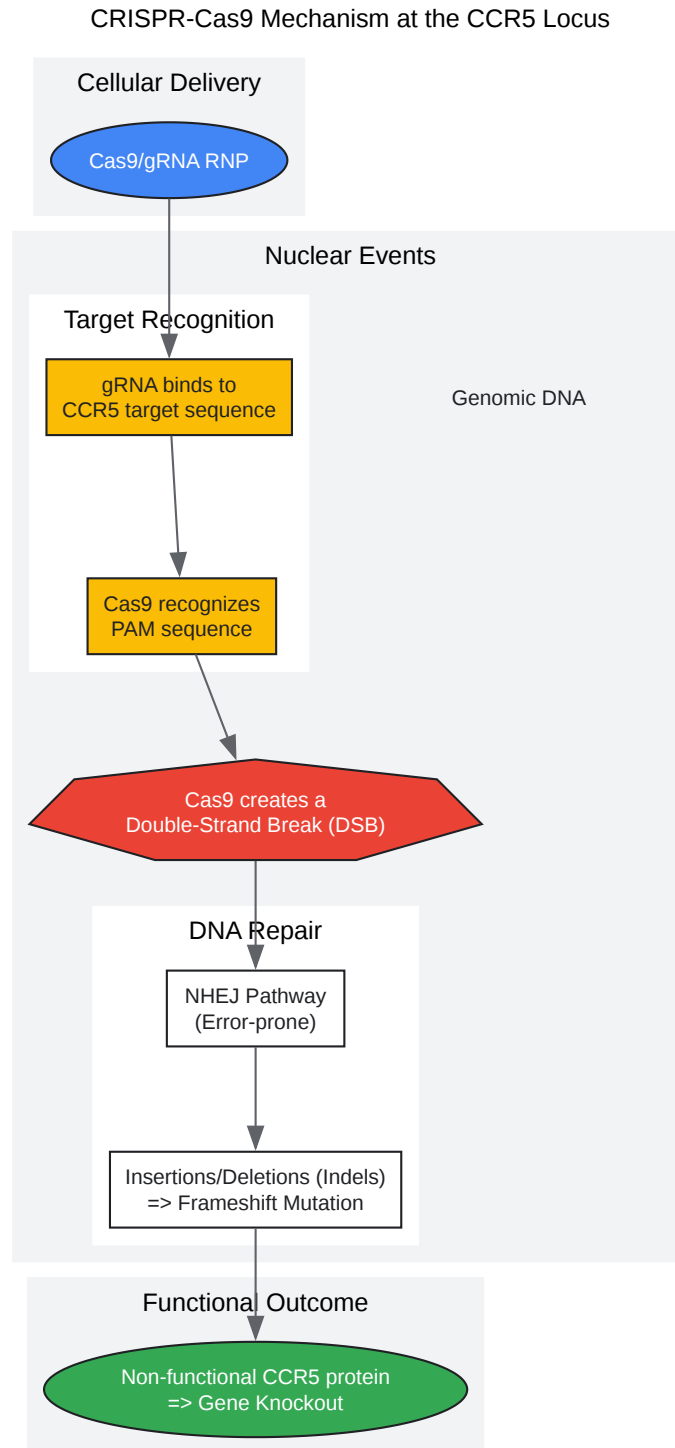 CRISPR-Cas9 Mechanism at the CCR5 Locus
Cellular Delivery
Cas9/gRNA RNP
Nuclear Events
Target Recognition
gRNA binds to
CCR5 target sequence
Genomic DNA
Cas9 recognizes
PAM sequence
Cas9 creates a
Double-Strand Break (DSB)
DNA Repair
NHEJ Pathway
(Error-prone)
Insertions/Deletions (Indels)
=> Frameshift Mutation
Functional Outcome
Non-functional CCR5 protein
=> Gene Knockout